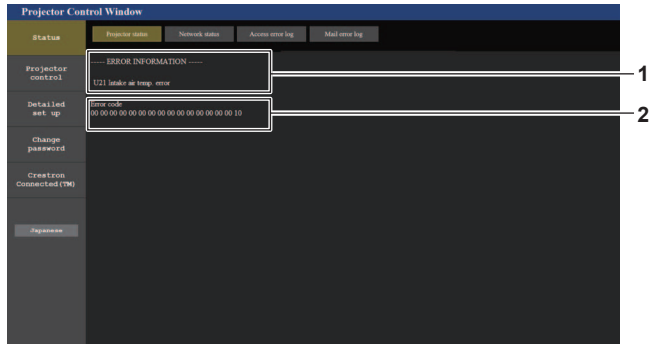 Projector Control Window
Status
Projector status
Network status
Access error log
Mail error log
----- ERROR INFORMATION -----
U21 Intake air temp. error
1
Projector
control
Detailed
set up
Error code
00 00 00 00 00 00 00 00 00 00 00 00 00 00 00 10
2
Change
password
Crestron
Connected(TM)
Japanese